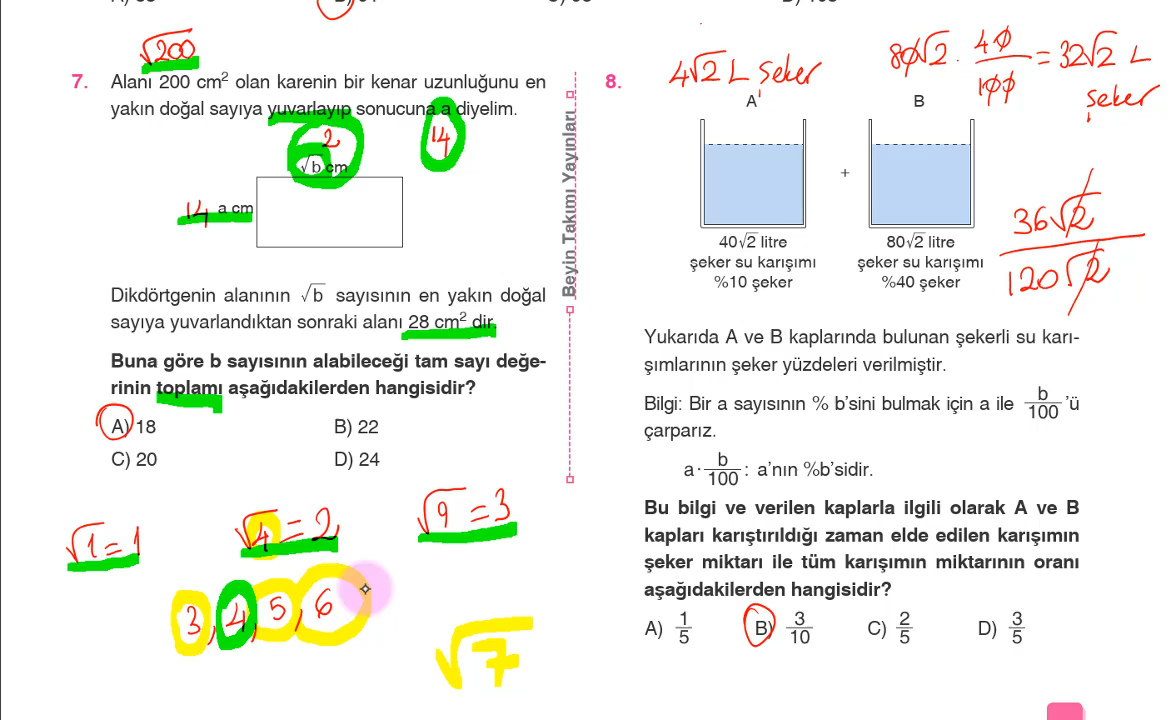 √200
7. Alanı 200 cm² olan karenin bir kenar uzunluğunu en
yakın doğal sayıya yuvarlayıp sonucuna a diyelim.
2
14
√b cm
14 a cm
Dikdörtgenin alanının √b sayısının en yakın doğal
sayıya yuvarlandıktan sonraki alanı 28 cm² dir.
Buna göre b sayısının alabileceği tam sayı değe-
rinin toplamı aşağıdakilerden hangisidir?
A) 18 B) 22
C) 20 D) 24
√1 = 1 √4 = 2 √9 = 3
3, 4, 5, 6
√7
Beyin Takımı Yayınları
8.
4√2 L şeker
80√2 . 40/100 = 32√2 L
şeker
A B
+
40√2 litre
şeker su karışımı
%10 şeker
80√2 litre
şeker su karışımı
%40 şeker
36√2
120√2
Yukarıda A ve B kaplarında bulunan şekerli su karı-
şımlarının şeker yüzdeleri verilmiştir.
Bilgi: Bir a sayısının % b'sini bulmak için a ile b/100 'ü
çarparız.
a · b/100 : a'nın %b'sidir.
Bu bilgi ve verilen kaplarla ilgili olarak A ve B
kapları karıştırıldığı zaman elde edilen karışımın
şeker miktarı ile tüm karışımın miktarının oranı
aşağıdakilerden hangisidir?
A) 1/5 B) 3/10 C) 2/5 D) 3/5